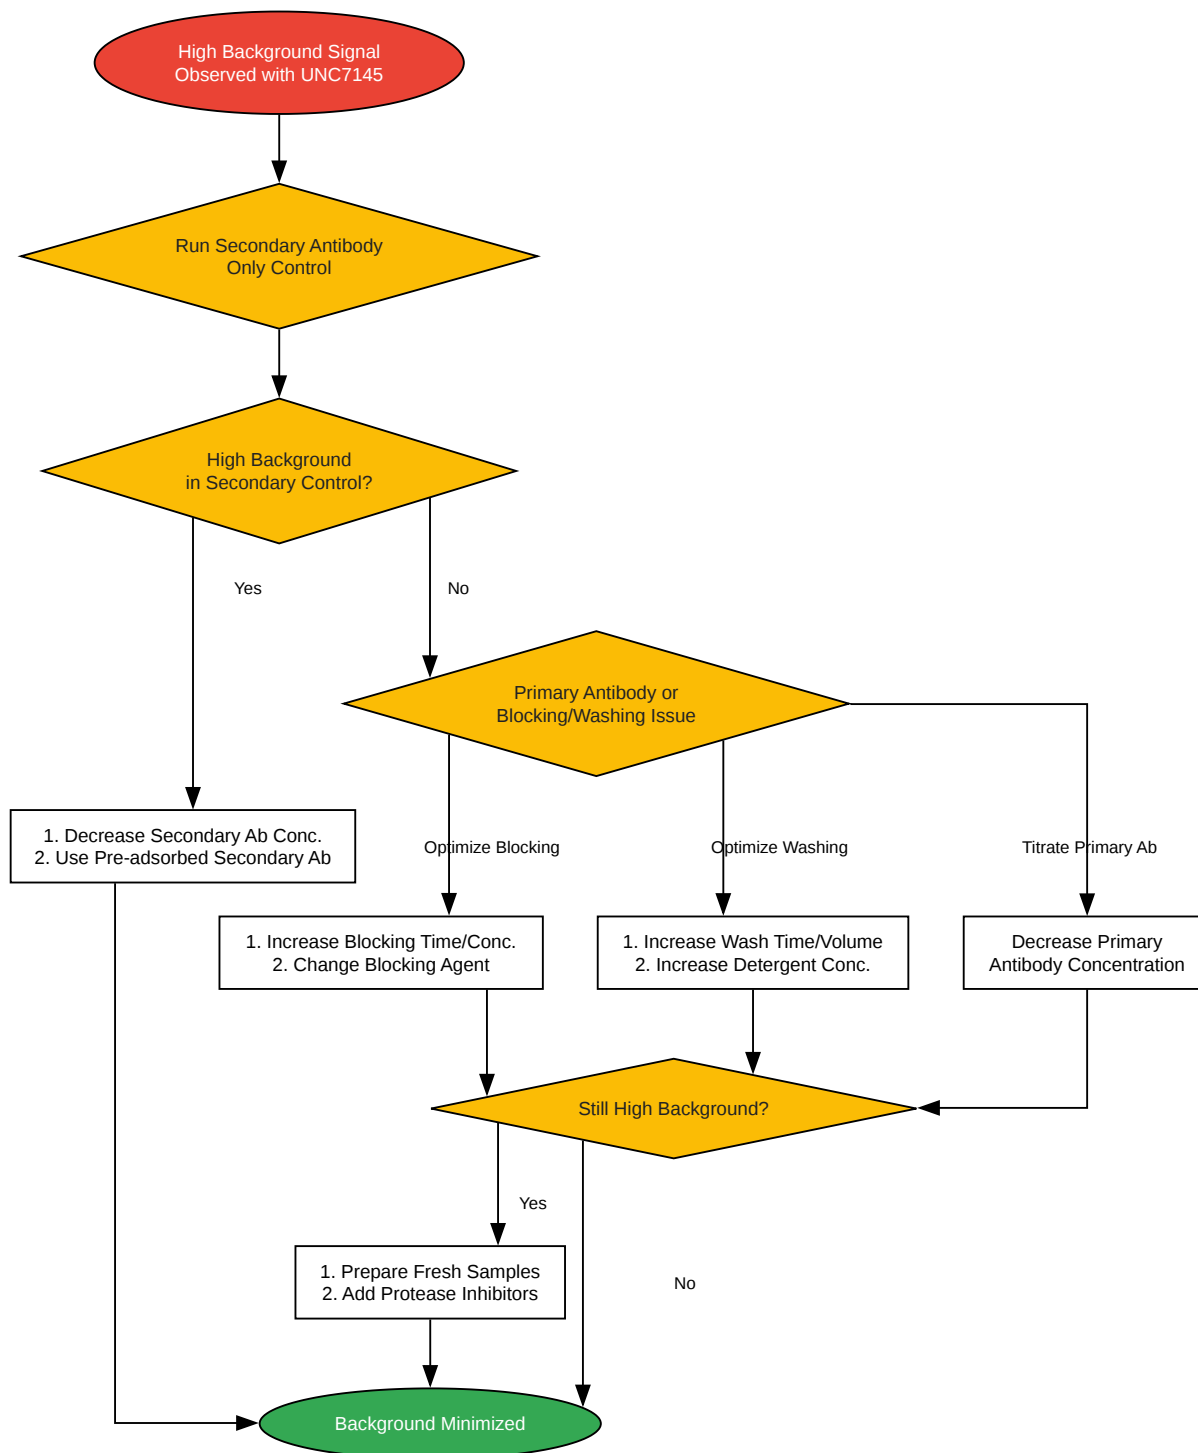 High Background Signal
Observed with UNC7145
Run Secondary Antibody
Only Control
High Background
in Secondary Control?
Yes
No
Primary Antibody or
Blocking/Washing Issue
1. Decrease Secondary Ab Conc.
2. Use Pre-adsorbed Secondary Ab
Optimize Blocking
Optimize Washing
Titrate Primary Ab
1. Increase Blocking Time/Conc.
2. Change Blocking Agent
1. Increase Wash Time/Volume
2. Increase Detergent Conc.
Decrease Primary
Antibody Concentration
Still High Background?
Yes
1. Prepare Fresh Samples
2. Add Protease Inhibitors
No
Background Minimized